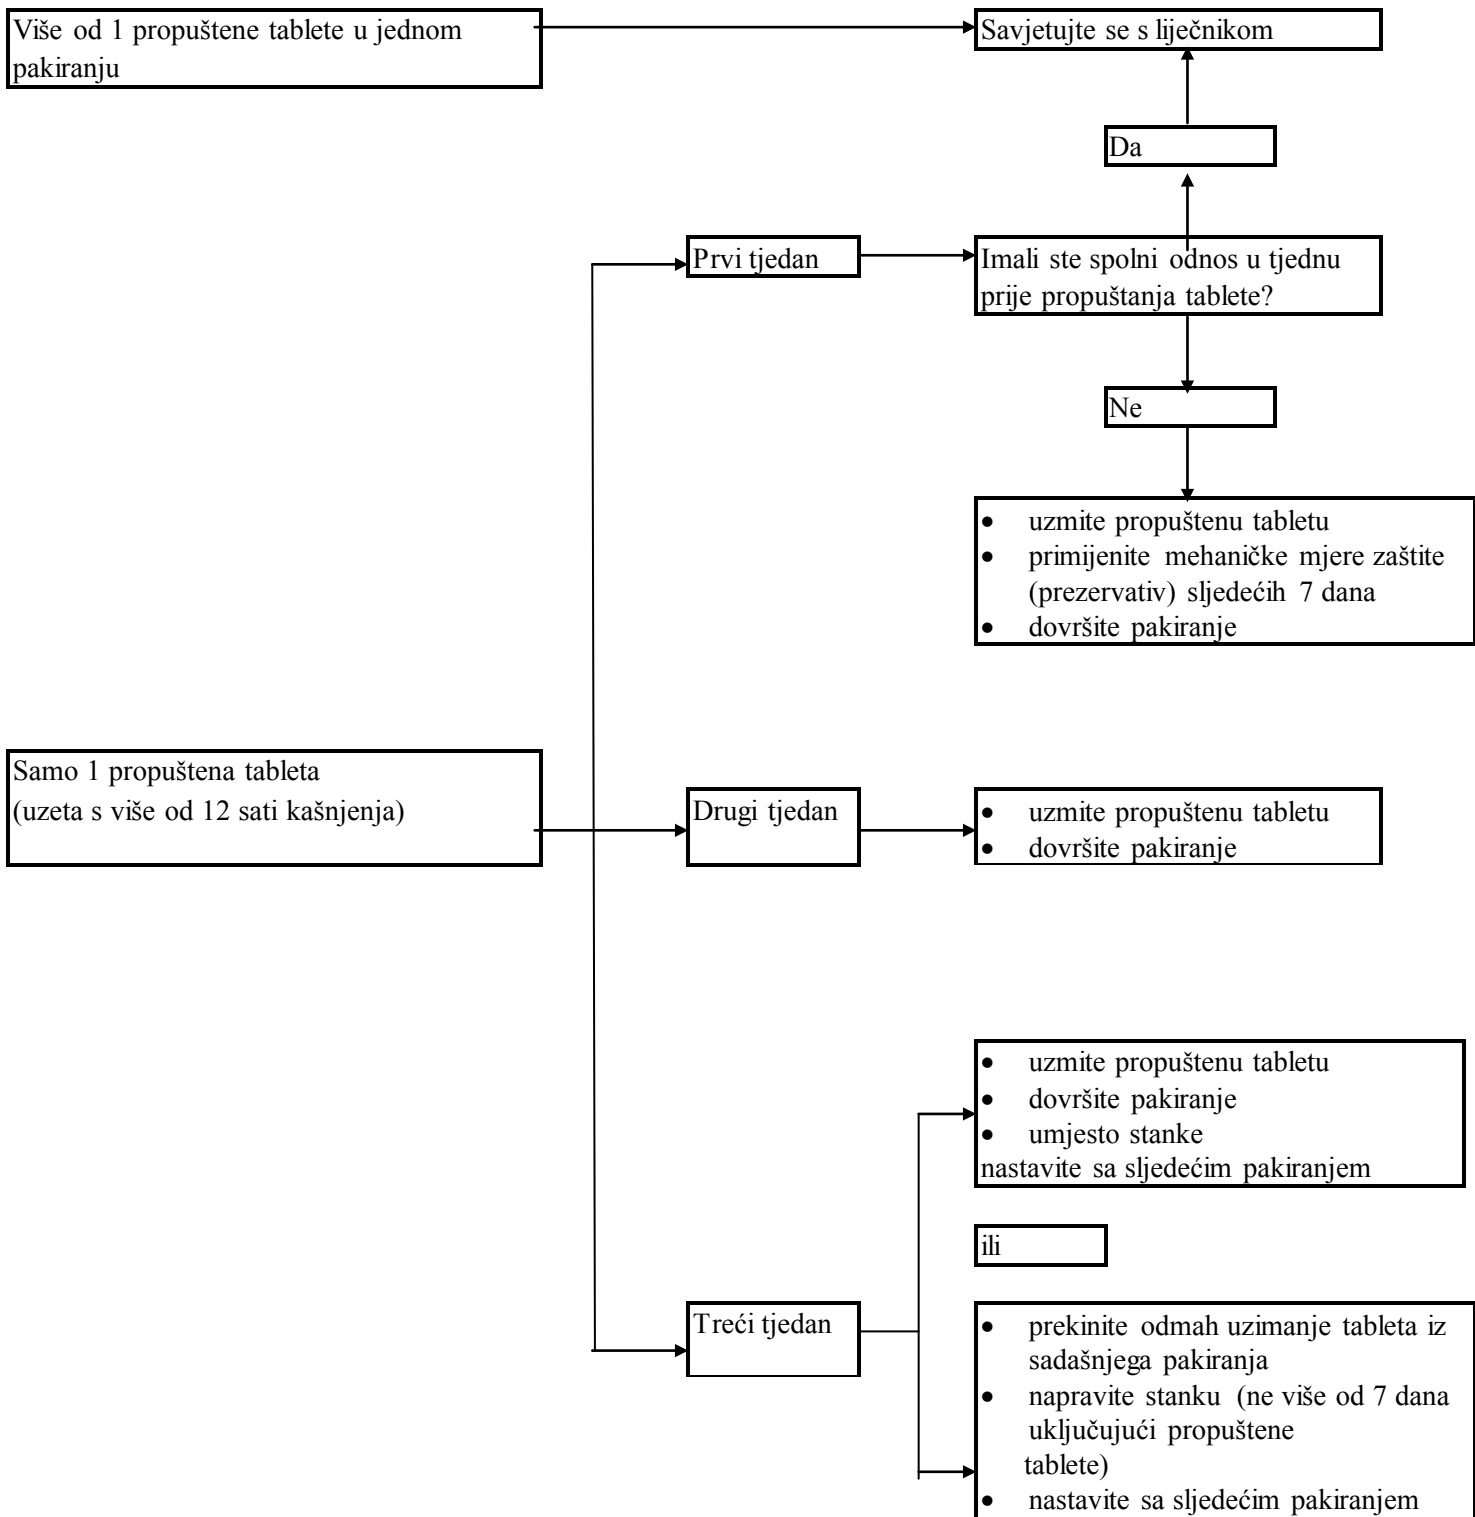 Više od 1 propuštene tablete u jednom
pakiranju
Savjetujte se s liječnikom
Da
Prvi tjedan
Imali ste spolni odnos u tjednu
prije propuštanja tablete?
Ne
• uzmite propuštenu tabletu
• primijenite mehaničke mjere zaštite
(prezervativ) sljedećih 7 dana
• dovršite pakiranje
Samo 1 propuštena tableta
(uzeta s više od 12 sati kašnjenja)
Drugi tjedan
• uzmite propuštenu tabletu
• dovršite pakiranje
• uzmite propuštenu tabletu
• dovršite pakiranje
• umjesto stanke
nastavite sa sljedećim pakiranjem
ili
Treći tjedan
• prekinite odmah uzimanje tableta iz
sadašnjega pakiranja
• napravite stanku (ne više od 7 dana
uključujući propuštene
tablete)
• nastavite sa sljedećim pakiranjem